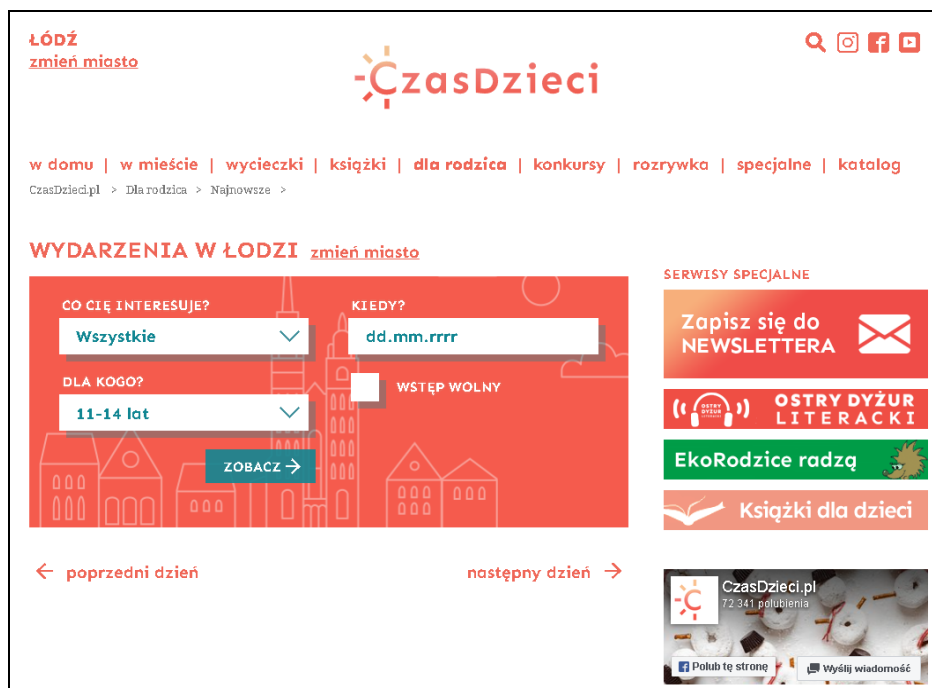 ŁÓDŹ
zmień miasto
CzasDzieci
w domu | w mieście | wycieczki | książki | dla rodzica | konkursy | rozrywka | specjalne | katalog
CzasDzieci.pl > Dla rodzica > Najnowsze >
WYDARZENIA W ŁODZI zmień miasto
CO CIĘ INTERESUJE?
Wszystkie
KIEDY?
dd.mm.rrrr
DLA KOGO?
11-14 lat
WSTĘP WOLNY
ZOBACZ →
← poprzedni dzień
następny dzień →
SERWISY SPECJALNE
Zapisz się do
NEWSLETTERA
OSTRY DYŻUR LITERACKI
OSTRY DYŻUR
LITERACKI
EkoRodzice radzą
Książki dla dzieci
CzasDzieci.pl
72 341 polubienia
Polub tę stronę
Wyślij wiadomość